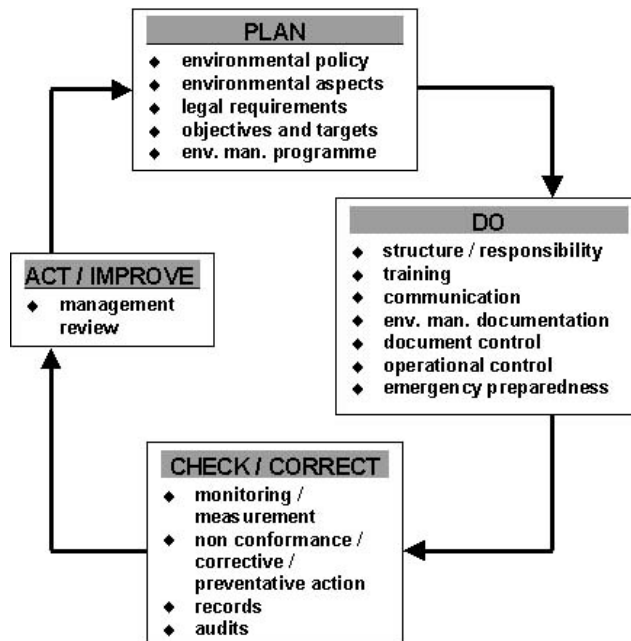 PLAN
◆ environmental policy
◆ environmental aspects
◆ legal requirements
◆ objectives and targets
◆ env. man. programme
DO
◆ structure / responsibility
◆ training
◆ communication
◆ env. man. documentation
◆ document control
◆ operational control
◆ emergency preparedness
CHECK / CORRECT
◆ monitoring /
measurement
◆ non conformance /
corrective /
preventative action
◆ records
◆ audits
ACT / IMPROVE
◆ management
review